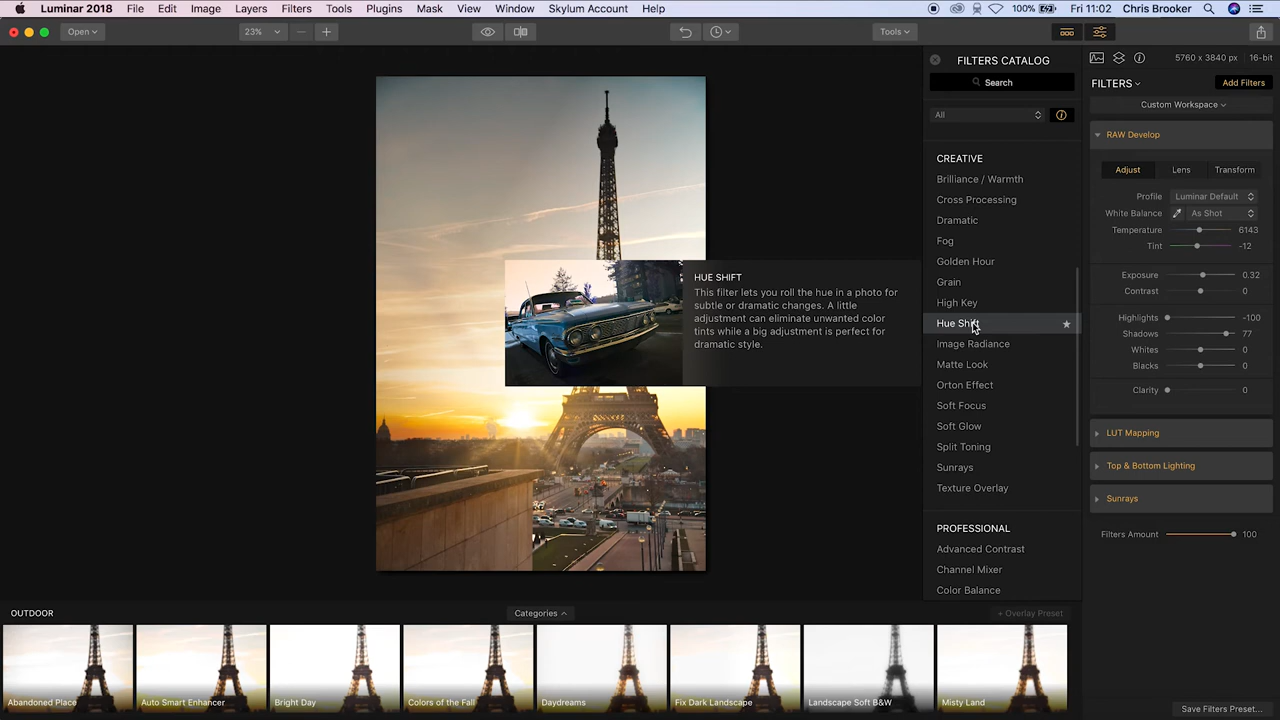 Luminar 2018 File Edit Image Layers Filters Tools Plugins Mask View Window Skylum Account Help 100% Fri 11:02 Chris Brooker
Open 23% Tools
FILTERS CATALOG
Search
All
CREATIVE
Brilliance / Warmth
Cross Processing
Dramatic
Fog
Golden Hour
Grain
High Key
Hue Shift
Image Radiance
Matte Look
Orton Effect
Soft Focus
Soft Glow
Split Toning
Sunrays
Texture Overlay
PROFESSIONAL
Advanced Contrast
Channel Mixer
Color Balance
HUE SHIFT
This filter lets you roll the hue in a photo for
subtle or dramatic changes. A little
adjustment can eliminate unwanted color
tints while a big adjustment is perfect for
dramatic style.
5760 x 3840 px 16-bit
FILTERS Add Filters
Custom Workspace
RAW Develop
Adjust Lens Transform
Profile Luminar Default
White Balance As Shot
Temperature 6143
Tint -12
Exposure 0.32
Contrast 0
Highlights -100
Shadows 77
Whites 0
Blacks 0
Clarity 0
LUT Mapping
Top & Bottom Lighting
Sunrays
Filters Amount 100
OUTDOOR Categories + Overlay Preset
Abandoned Place Auto Smart Enhancer Bright Day Colors of the Fall Daydreams Fix Dark Landscape Landscape Soft B&W Misty Land
Save Filters Preset...